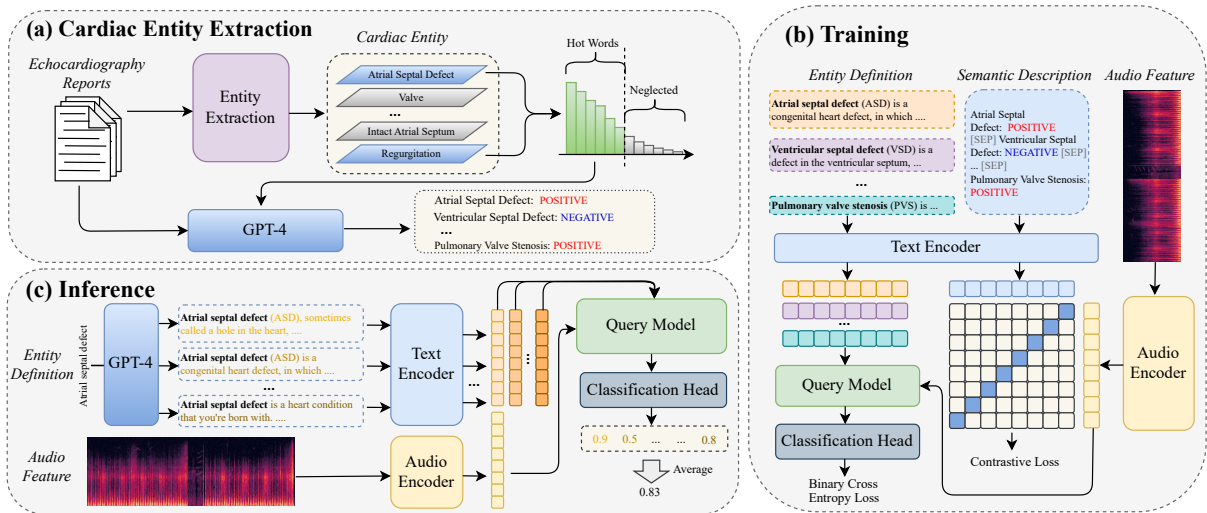 (a) Cardiac Entity Extraction
Echocardiography
Reports
Entity
Extraction
Cardiac Entity
Atrial Septal Defect
Valve
...
Intact Atrial Septum
Regurgitation
Hot Words
Neglected
GPT-4
Atrial Septal Defect: POSITIVE
Ventricular Septal Defect: NEGATIVE
...
Pulmonary Valve Stenosis: POSITIVE
(b) Training
Entity Definition
Semantic Description
Audio Feature
Atrial septal defect (ASD) is a
congenital heart defect, in which ....
Ventricular septal defect (VSD) is a
defect in the ventricular septum, ...
...
Pulmonary valve stenosis (PVS) is ...
Atrial Septal
Defect: POSITIVE
[SEP] Ventricular Septal
Defect: NEGATIVE [SEP]
... [SEP]
Pulmonary Valve Stenosis:
POSITIVE
Text Encoder
...
Query Model
Classification Head
Binary Cross
Entropy Loss
Contrastive Loss
Audio
Encoder
(c) Inference
Entity
Definition
Atrial septal defect
GPT-4
Atrial septal defect (ASD), sometimes
called a hole in the heart, ....
Atrial septal defect (ASD) is a
congenital heart defect, in which ....
...
Atrial septal defect is a heart condition
that you're born with. ....
Text
Encoder
...
...
Audio
Feature
Audio
Encoder
Query Model
Classification Head
0.9 0.5 ... ... 0.8
Average
0.83